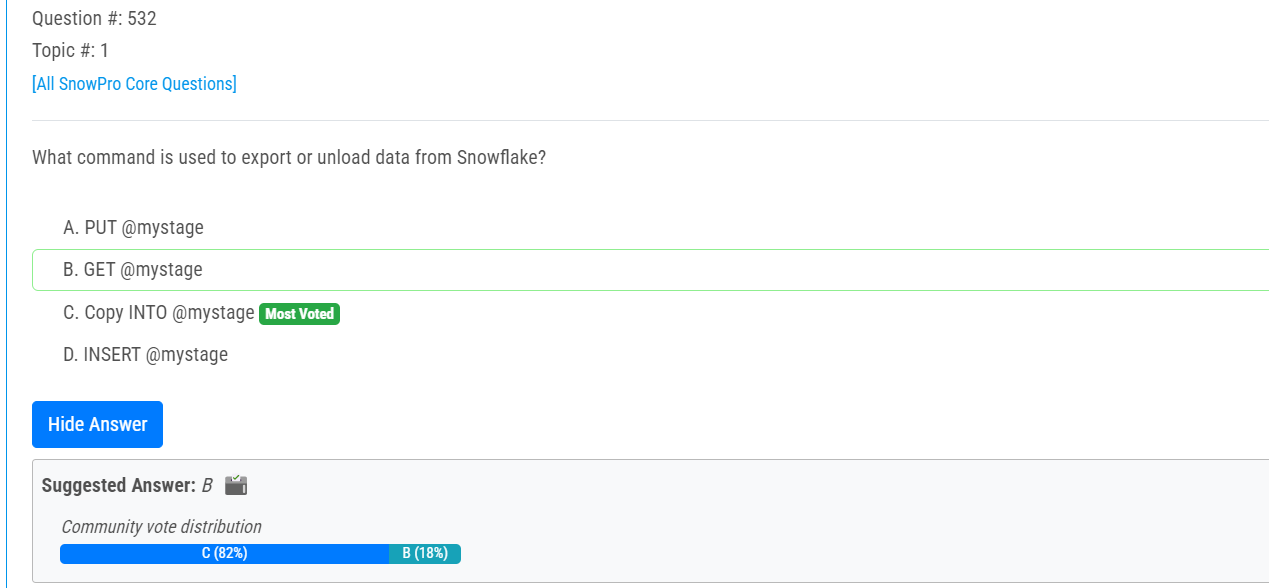 Question #: 532
Topic #: 1
[All SnowPro Core Questions]
What command is used to export or unload data from Snowflake?
A. PUT @mystage
B. GET @mystage
C. Copy INTO @mystage Most Voted
D. INSERT @mystage
Hide Answer
Suggested Answer: B
Community vote distribution
C (82%) B (18%)